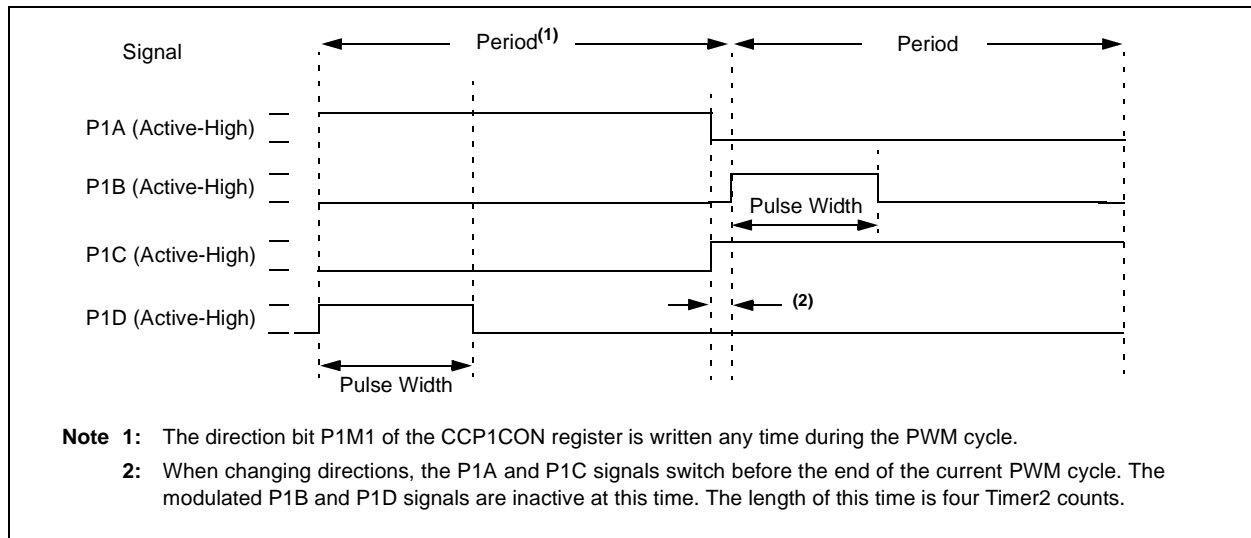 Signal
Period(1)
Period
P1A (Active-High)
P1B (Active-High)
Pulse Width
P1C (Active-High)
(2)
P1D (Active-High)
Pulse Width
Note 1: The direction bit P1M1 of the CCP1CON register is written any time during the PWM cycle.
2: When changing directions, the P1A and P1C signals switch before the end of the current PWM cycle. The
modulated P1B and P1D signals are inactive at this time. The length of this time is four Timer2 counts.